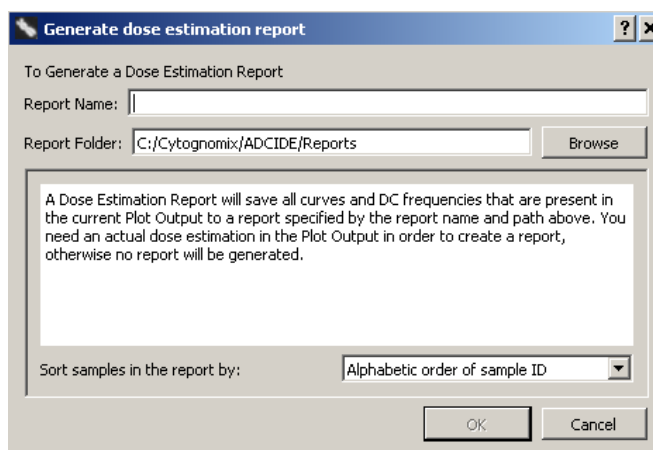 Generate dose estimation report
?
To Generate a Dose Estimation Report
Report Name:
Report Folder: C:/Cytognomix/ADCIDE/Reports Browse
A Dose Estimation Report will save all curves and DC frequencies that are present in
the current Plot Output to a report specified by the report name and path above. You
need an actual dose estimation in the Plot Output in order to create a report,
otherwise no report will be generated.
Sort samples in the report by: Alphabetic order of sample ID
OK Cancel